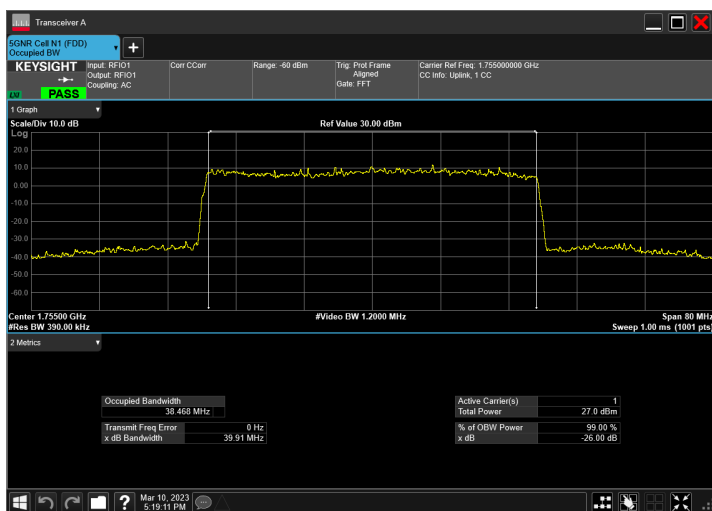 Transceiver A
5GNR Cell N1 (FDD)
Occupied BW
KEYSIGHT
LXI
PASS
Input: RFIO1
Output: RFIO1
Coupling: AC
Corr CCorr
Range: -60 dBm
Trig: Prot Frame
Aligned
Gate: FFT
Carrier Ref Freq: 1.755000000 GHz
CC Info: Uplink, 1 CC
1 Graph
Scale/Div 10.0 dB
Ref Value 30.00 dBm
Log
20.0
10.0
0.00
-10.0
-20.0
-30.0
-40.0
-50.0
-60.0
Center 1.75500 GHz
#Video BW 1.2000 MHz
Span 80 MHz
#Res BW 390.00 kHz
Sweep 1.00 ms (1001 pts)
2 Metrics
Occupied Bandwidth
38.468 MHz
Transmit Freq Error 0 Hz
x dB Bandwidth 39.91 MHz
Active Carrier(s) 1
Total Power 27.0 dBm
% of OBW Power 99.00 %
x dB -26.00 dB
Mar 10, 2023
5:19:11 PM